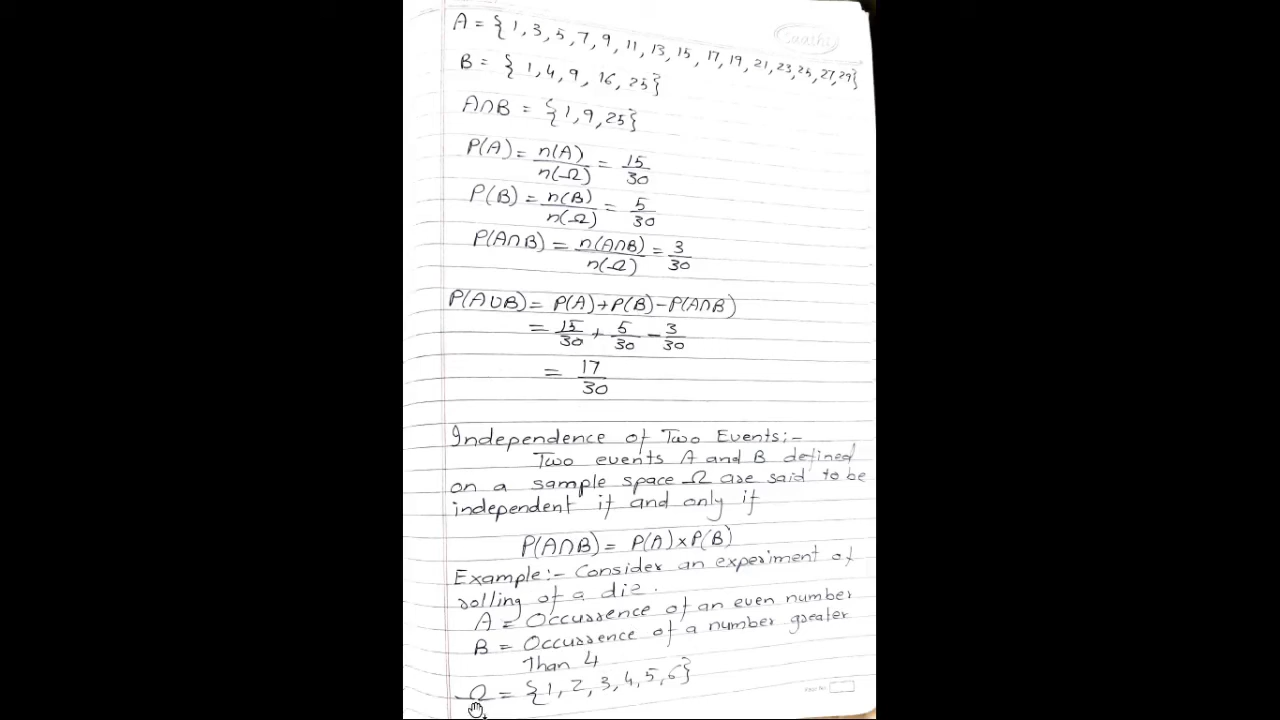 Saathi
A = {1,3,5,7,9,11,13,15,17,19,21,23,25,27,29}
B = {1,4,9,16,25}
A∩B = {1,9,25}
P(A) = n(A)/n(Ω) = 15/30
P(B) = n(B)/n(Ω) = 5/30
P(A∩B) = n(A∩B)/n(Ω) = 3/30
P(A∪B) = P(A)+P(B)-P(A∩B)
= 15/30 + 5/30 - 3/30
= 17/30
Independence of Two Events:-
Two events A and B defined
on a sample space Ω are said to be
independent if and only if
P(A∩B) = P(A)×P(B)
Example:- Consider an experiment of
rolling of a die.
A = Occurrence of an even number
B = Occurrence of a number greater
Than 4
Ω = {1,2,3,4,5,6}